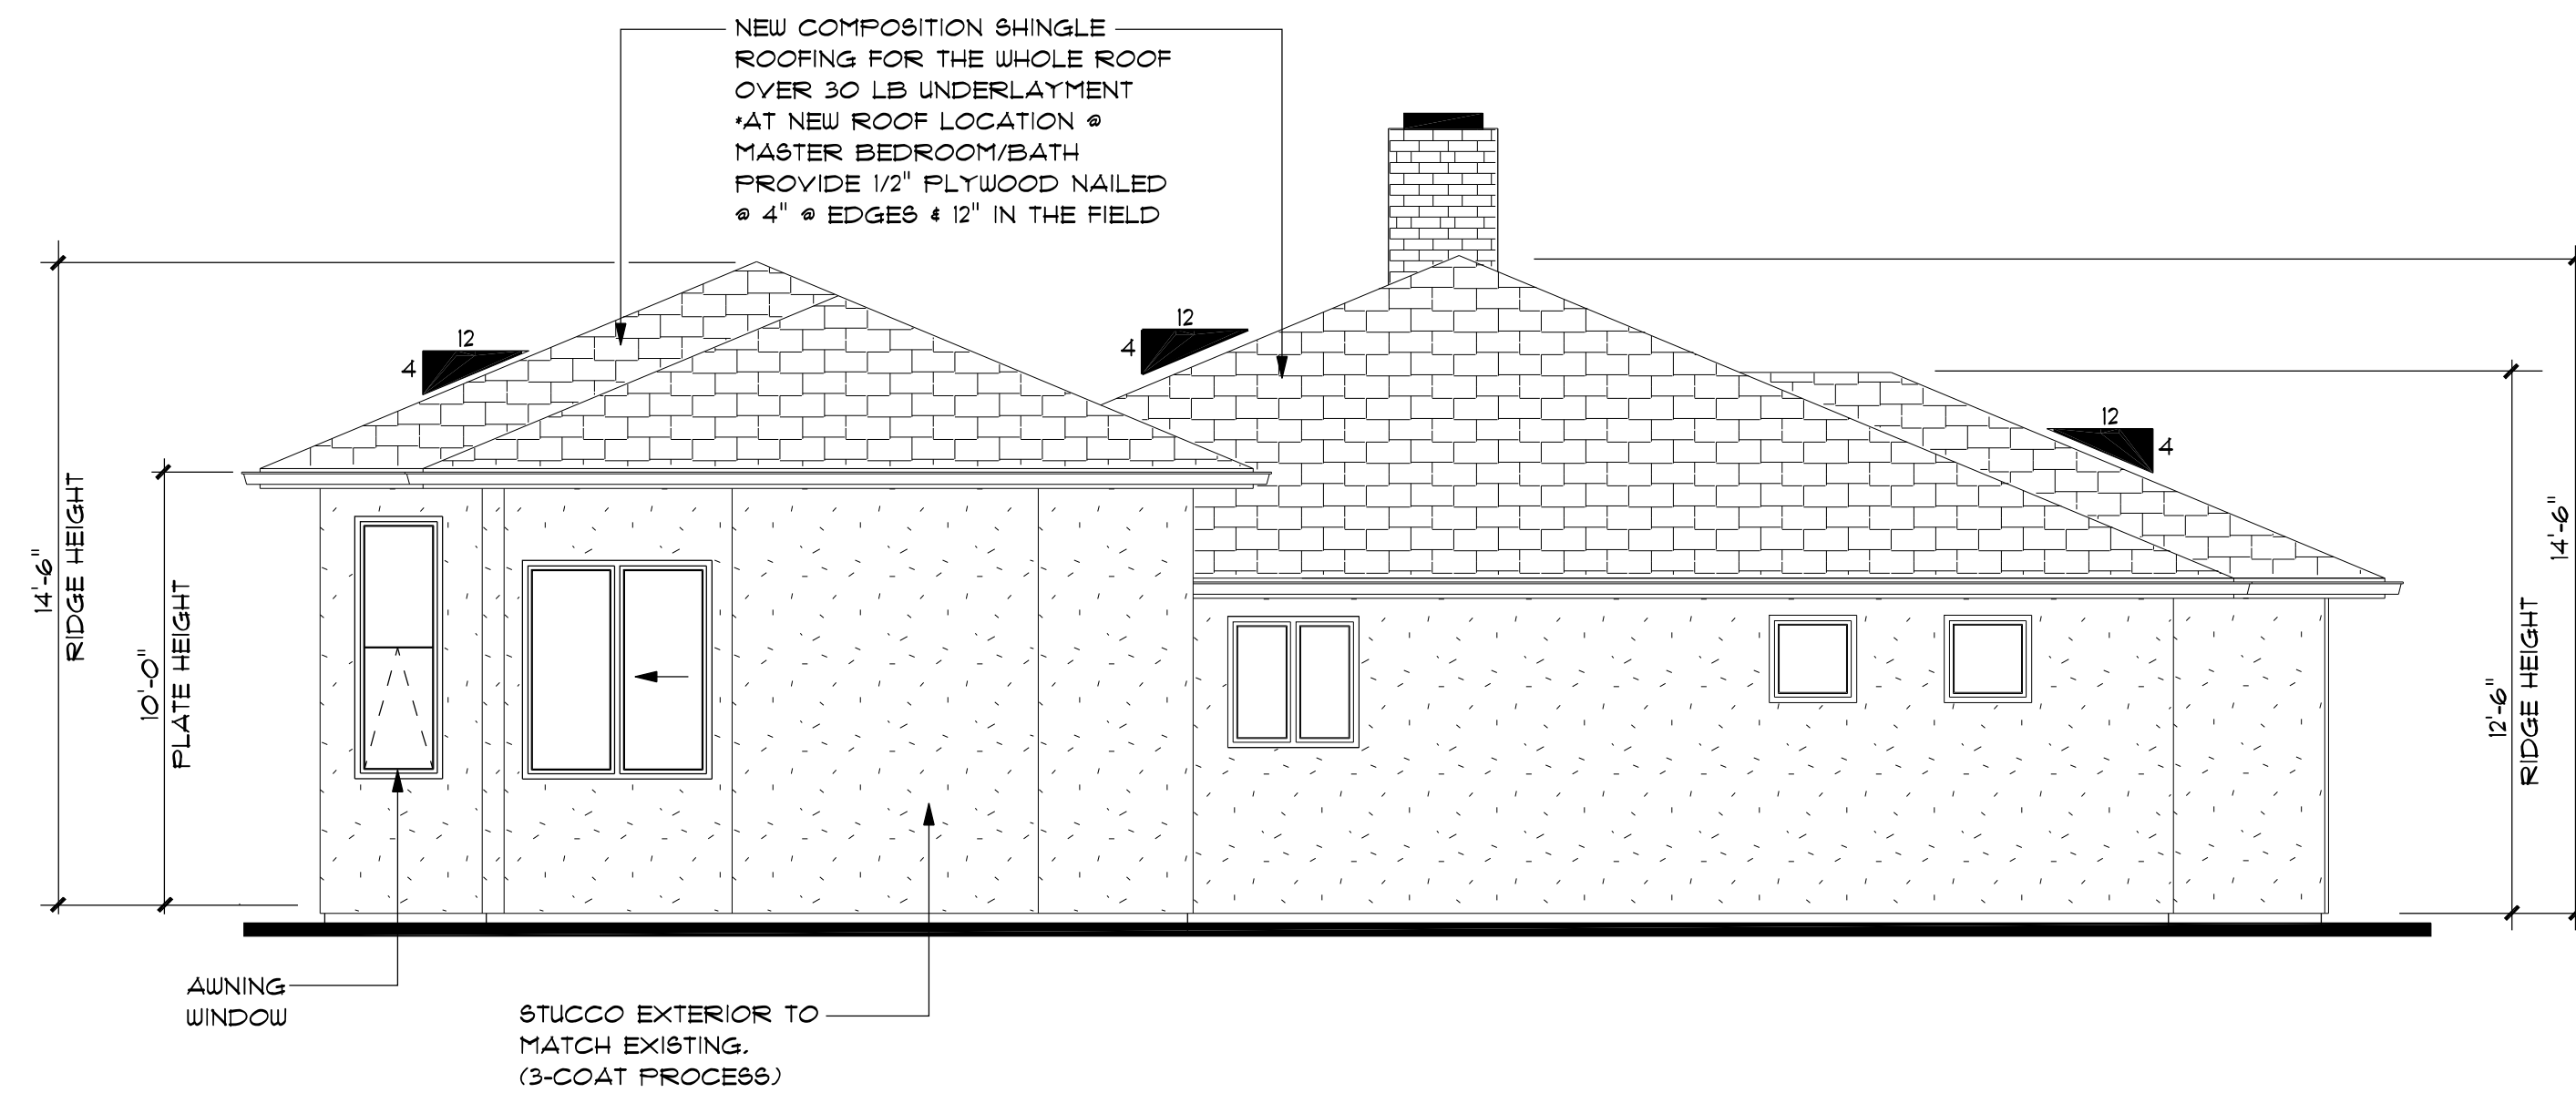 NEW COMPOSITION SHINGLE
ROOFING FOR THE WHOLE ROOF
OVER 30 LB UNDERLAYMENT
*AT NEW ROOF LOCATION @
MASTER BEDROOM/BATH
PROVIDE 1/2" PLYWOOD NAILED
@ 4" @ EDGES & 12" IN THE FIELD
12
4
12
4
12
4
14'-6"
RIDGE HEIGHT
10'-0"
PLATE HEIGHT
12'-6"
RIDGE HEIGHT
14'-6"
AWNING
WINDOW
STUCCO EXTERIOR TO
MATCH EXISTING.
(3-COAT PROCESS)